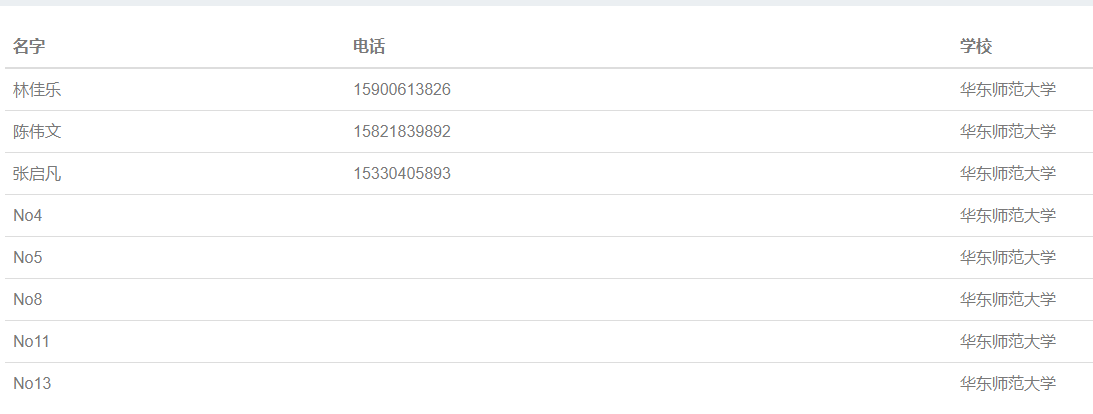 名字 电话 学校
林佳乐 15900613826 华东师范大学
陈伟文 15821839892 华东师范大学
张启凡 15330405893 华东师范大学
No4 华东师范大学
No5 华东师范大学
No8 华东师范大学
No11 华东师范大学
No13 华东师范大学